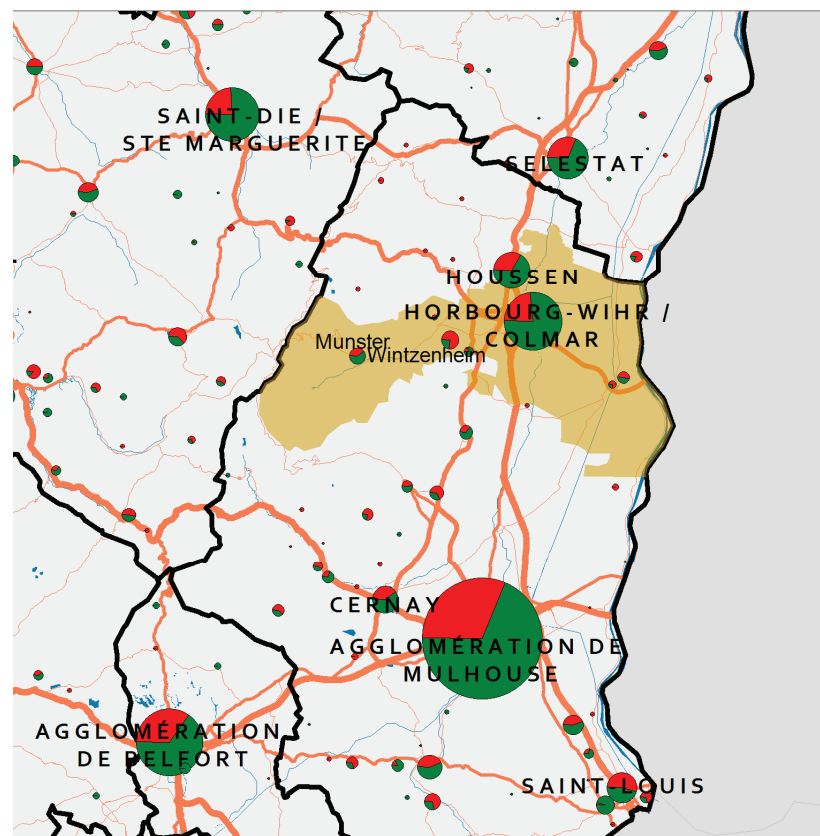 SAINT-DIE /
STE MARGUERITE
SELESTAT
HOUSSEN
HORBOURG-WIHR /
COLMAR
Munster
Wintzenheim
CERNAY
AGGLOMÉRATION DE
MULHOUSE
AGGLOMÉRATION
DE BELFORT
SAINT-LOUIS